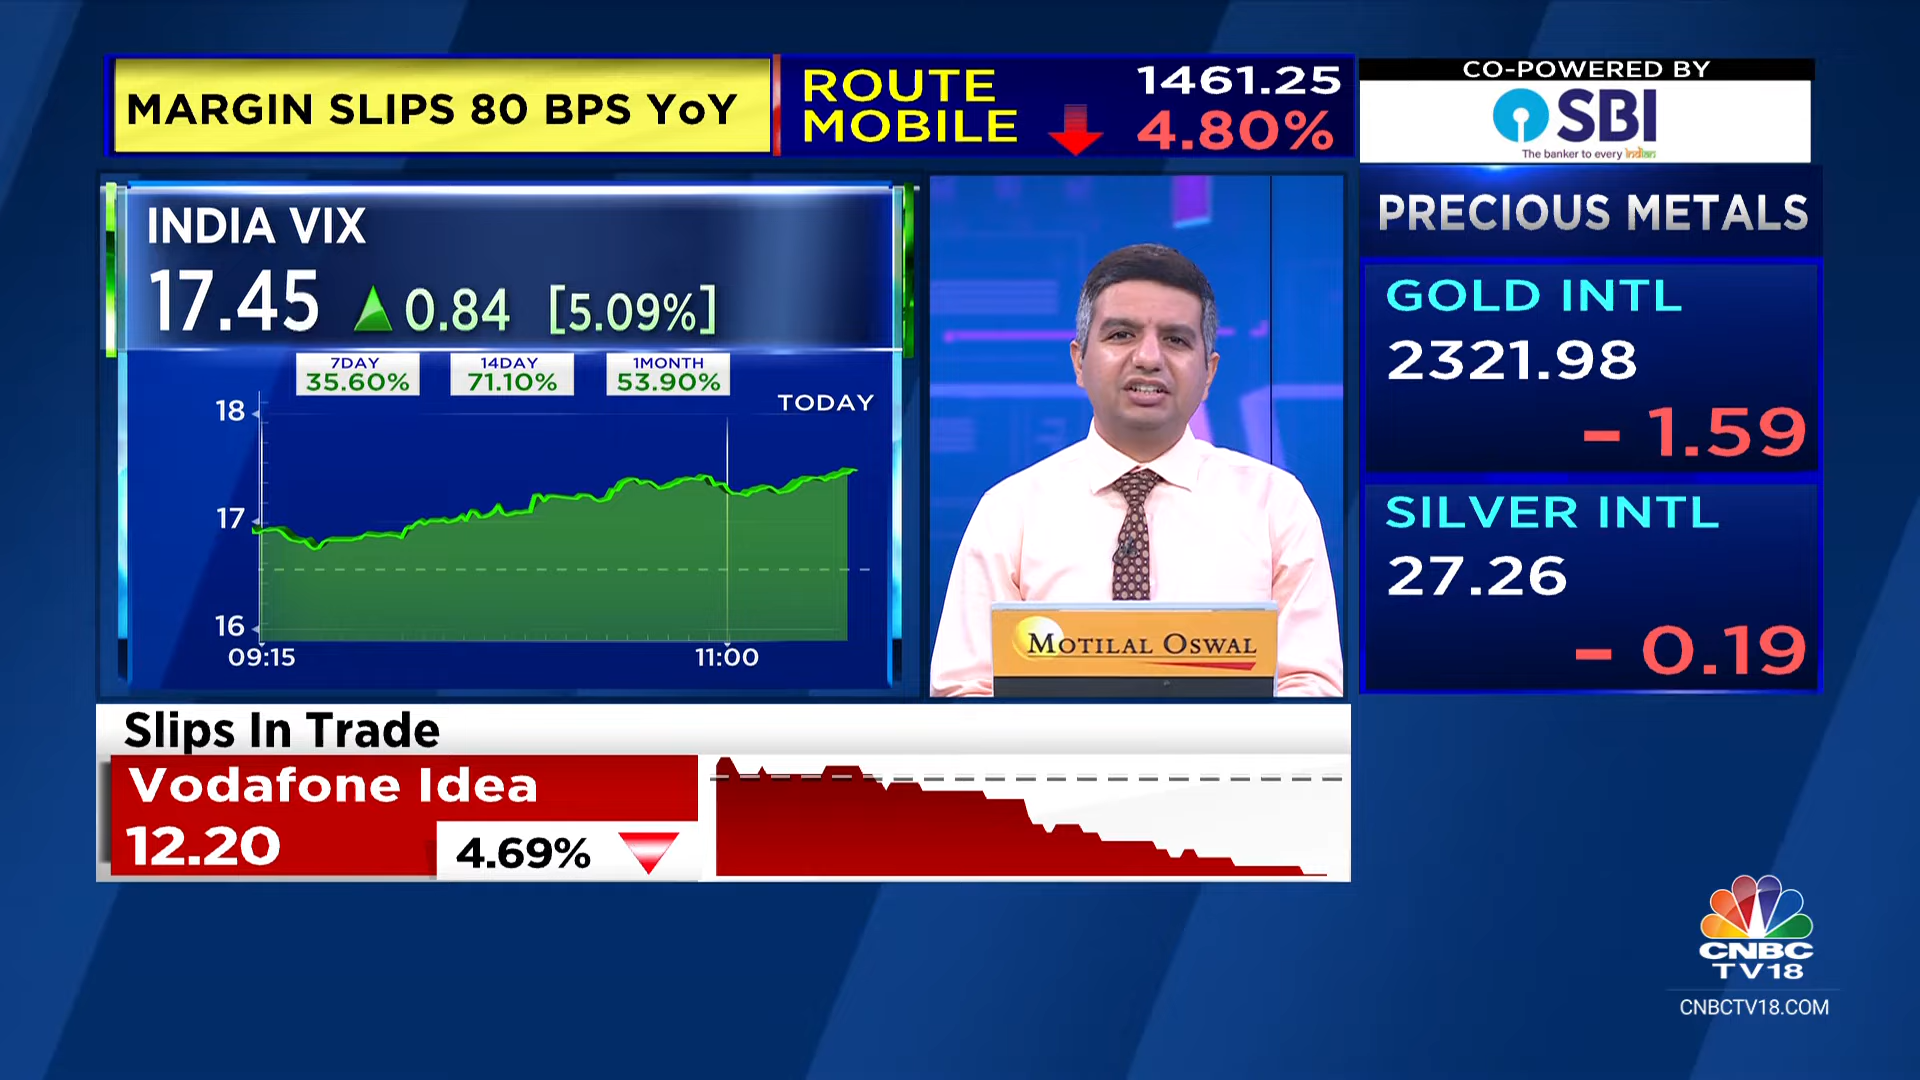 MARGIN SLIPS 80 BPS YoY
ROUTE MOBILE
1461.25
4.80%
CO-POWERED BY
SBI
The banker to every Indian
INDIA VIX
17.45 0.84 [5.09%]
7DAY
35.60%
14DAY
71.10%
1MONTH
53.90%
TODAY
18
17
16
09:15
11:00
MOTILAL OSWAL
PRECIOUS METALS
GOLD INTL
2321.98
- 1.59
SILVER INTL
27.26
- 0.19
Slips In Trade
Vodafone Idea
12.20
4.69%
CNBC
TV18
CNBCTV18.COM